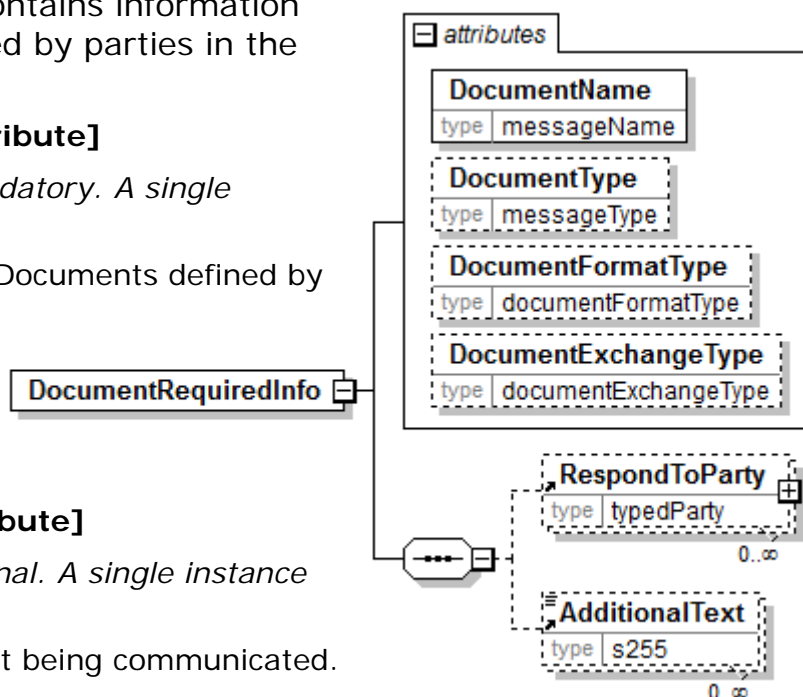 ontains information
ed by parties in the
ribute]
datory. A single
Documents defined by
ibute]
nal. A single instance
t being communicated.
attributes
DocumentName
type messageName
DocumentType
type messageType
DocumentFormatType
type documentFormatType
DocumentExchangeType
type documentExchangeType
DocumentRequiredInfo
RespondToParty
type typedParty
0..∞
AdditionalText
type s255
0..∞